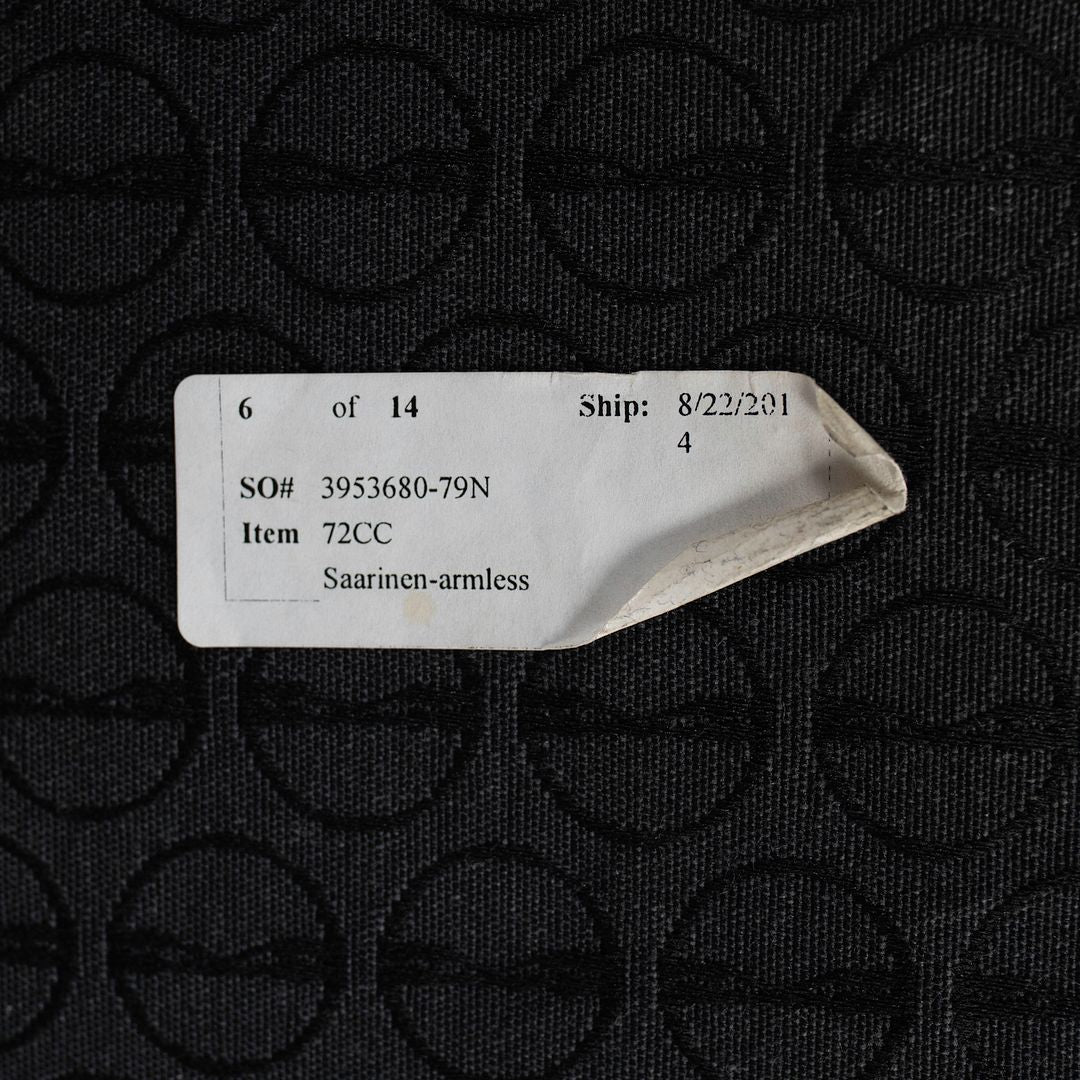 6 of 14 Ship: 8/22/201
4
SO# 3953680-79N
Item 72CC
Saarinen-armless